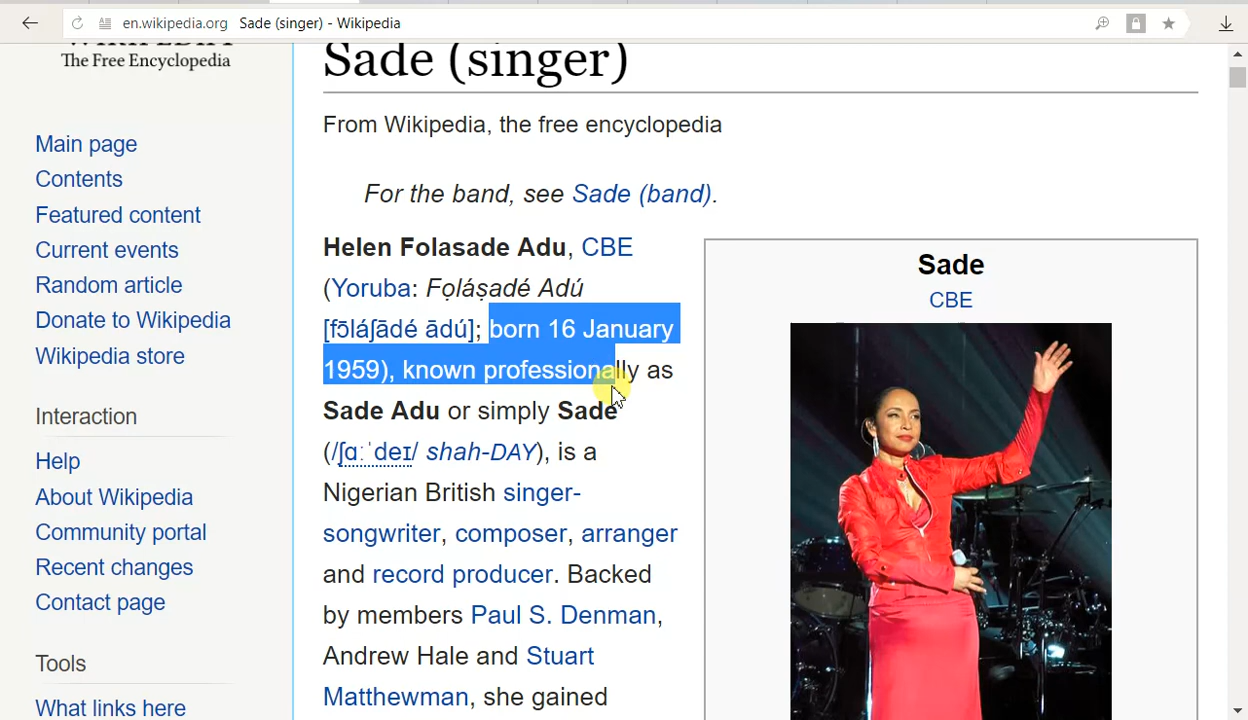 en.wikipedia.org Sade (singer) - Wikipedia
The Free Encyclopedia
Main page
Contents
Featured content
Current events
Random article
Donate to Wikipedia
Wikipedia store
Interaction
Help
About Wikipedia
Community portal
Recent changes
Contact page
Tools
What links here
Sade (singer)
From Wikipedia, the free encyclopedia
For the band, see Sade (band).
Helen Folasade Adu, CBE
(Yoruba: Fọláṣadé Adú
[fɔ̄láʃādé ādú]; born 16 January
1959), known professionally as
Sade Adu or simply Sade
(/ʃɑːˈdeɪ/ shah-DAY), is a
Nigerian British singer-
songwriter, composer, arranger
and record producer. Backed
by members Paul S. Denman,
Andrew Hale and Stuart
Matthewman, she gained
Sade
CBE